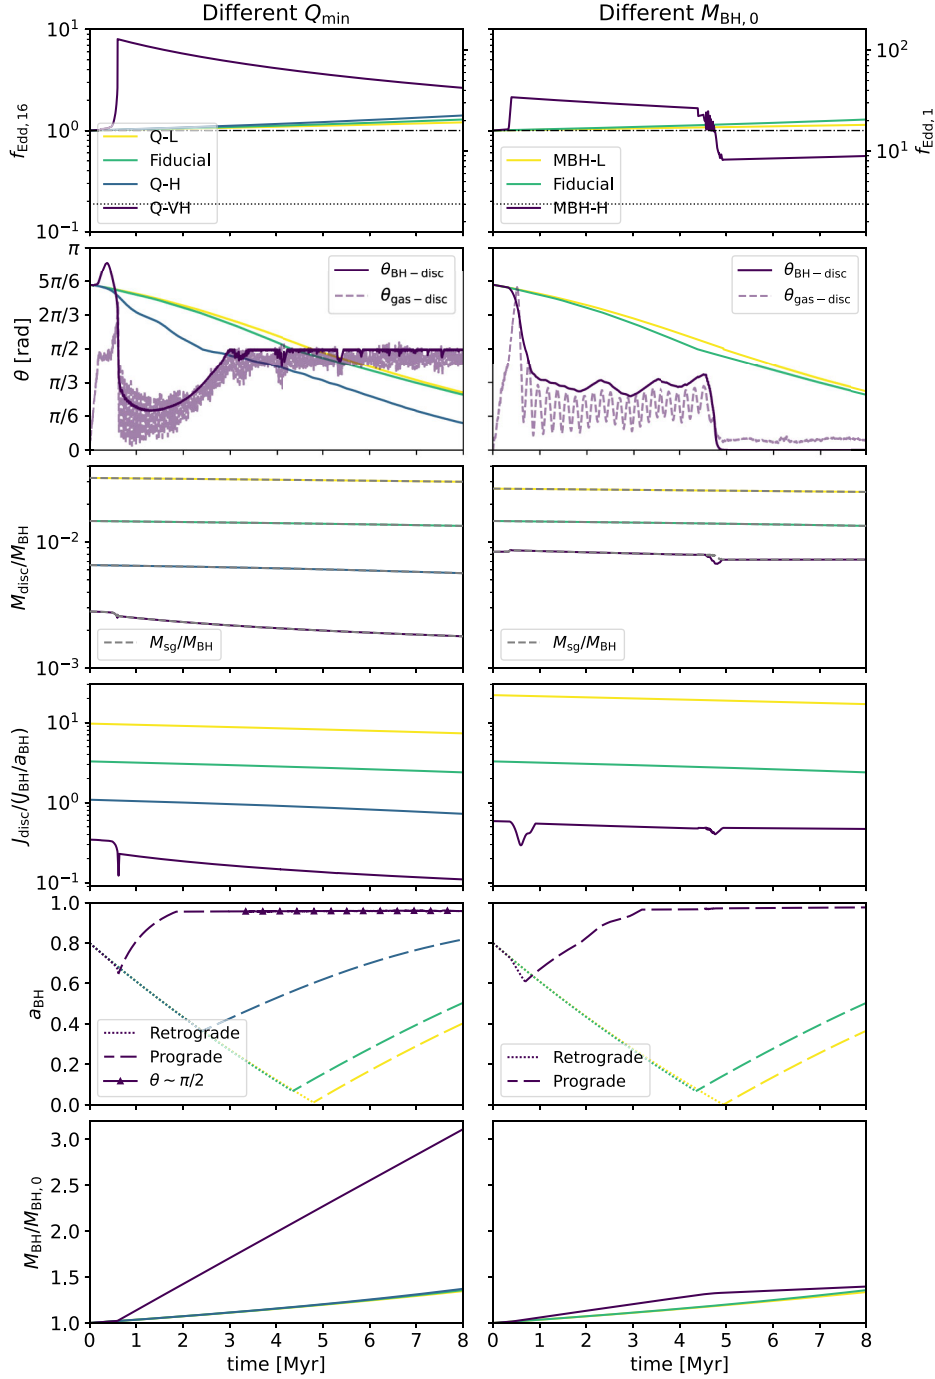 Different Q_min
Different M_BH,0
10^1
10^0
10^-1
f_Edd,16
Q-L
Fiducial
Q-H
Q-VH
MBH-L
Fiducial
MBH-H
10^2
10^1
f_Edd,1
π
5π/6
2π/3
π/2
π/3
π/6
0
θ [rad]
θ_BH−disc
θ_gas−disc
θ_BH−disc
θ_gas−disc
10^-2
10^-3
M_disc/M_BH
M_sg/M_BH
M_sg/M_BH
10^1
10^0
10^-1
J_disc/(J_BH/a_BH)
1.0
0.8
0.6
0.4
0.2
0.0
a_BH
Retrograde
Prograde
θ ~ π/2
Retrograde
Prograde
3.0
2.5
2.0
1.5
1.0
M_BH/M_BH,0
0 1 2 3 4 5 6 7 8
0 1 2 3 4 5 6 7 8
time [Myr]
time [Myr]